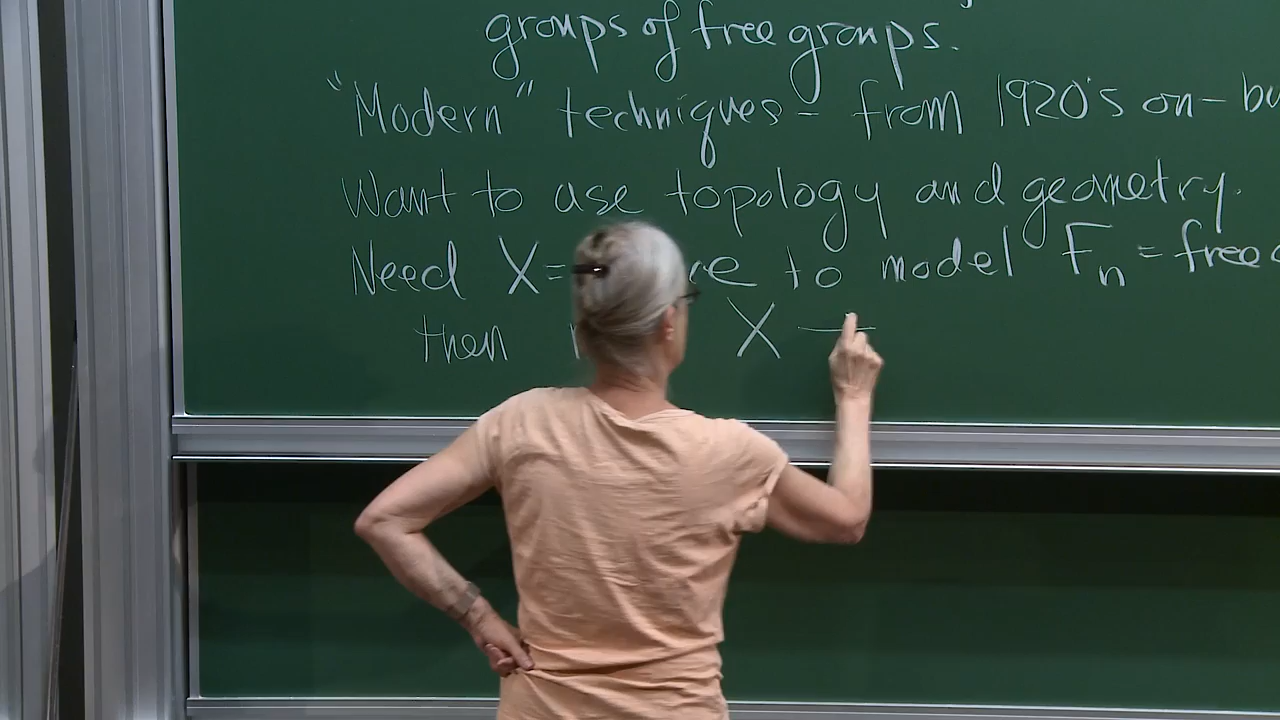 groups of free groups.
"Modern" techniques - from 1920's on - bu
Want to use topology and geometry.
Need X= to model Fn = free
then X